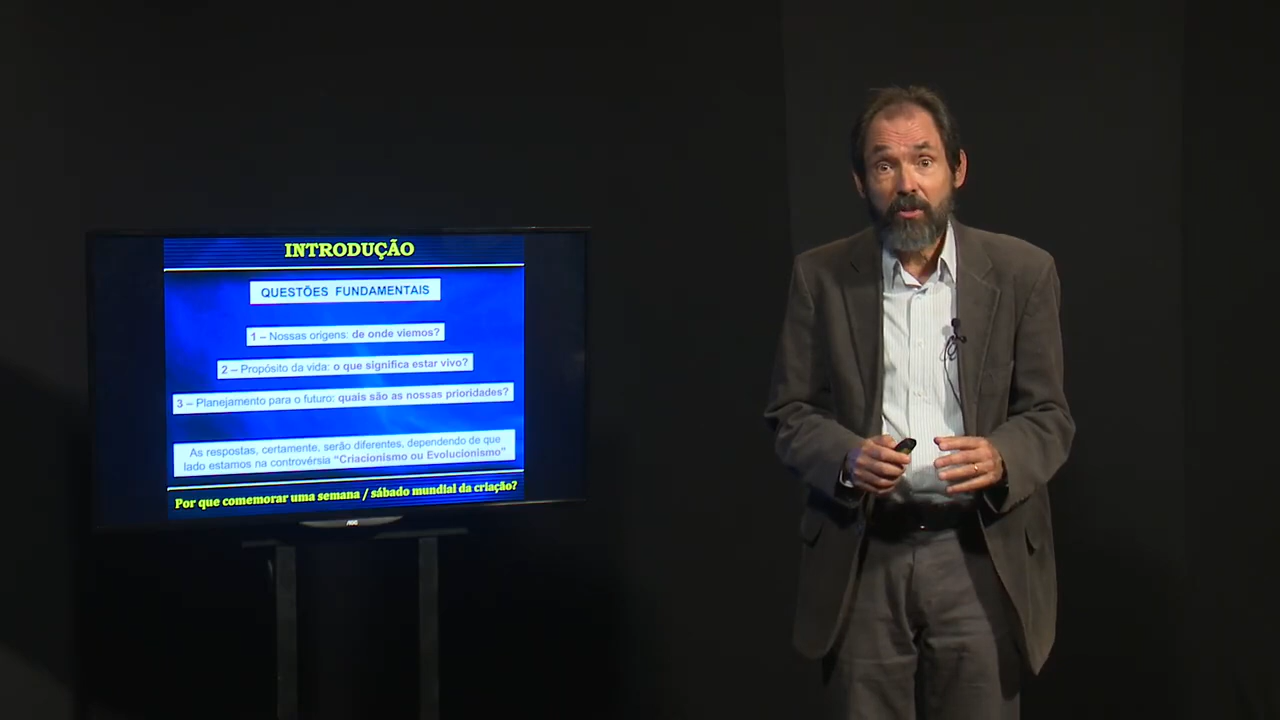 INTRODUÇÃO
QUESTÕES FUNDAMENTAIS
1 – Nossas origens: de onde viemos?
2 – Propósito da vida: o que significa estar vivo?
3 – Planejamento para o futuro: quais são as nossas prioridades?
As respostas, certamente, serão diferentes, dependendo de que
lado estamos na controvérsia "Criacionismo ou Evolucionismo"
Por que comemorar uma semana / sábado mundial da criação?
AOC